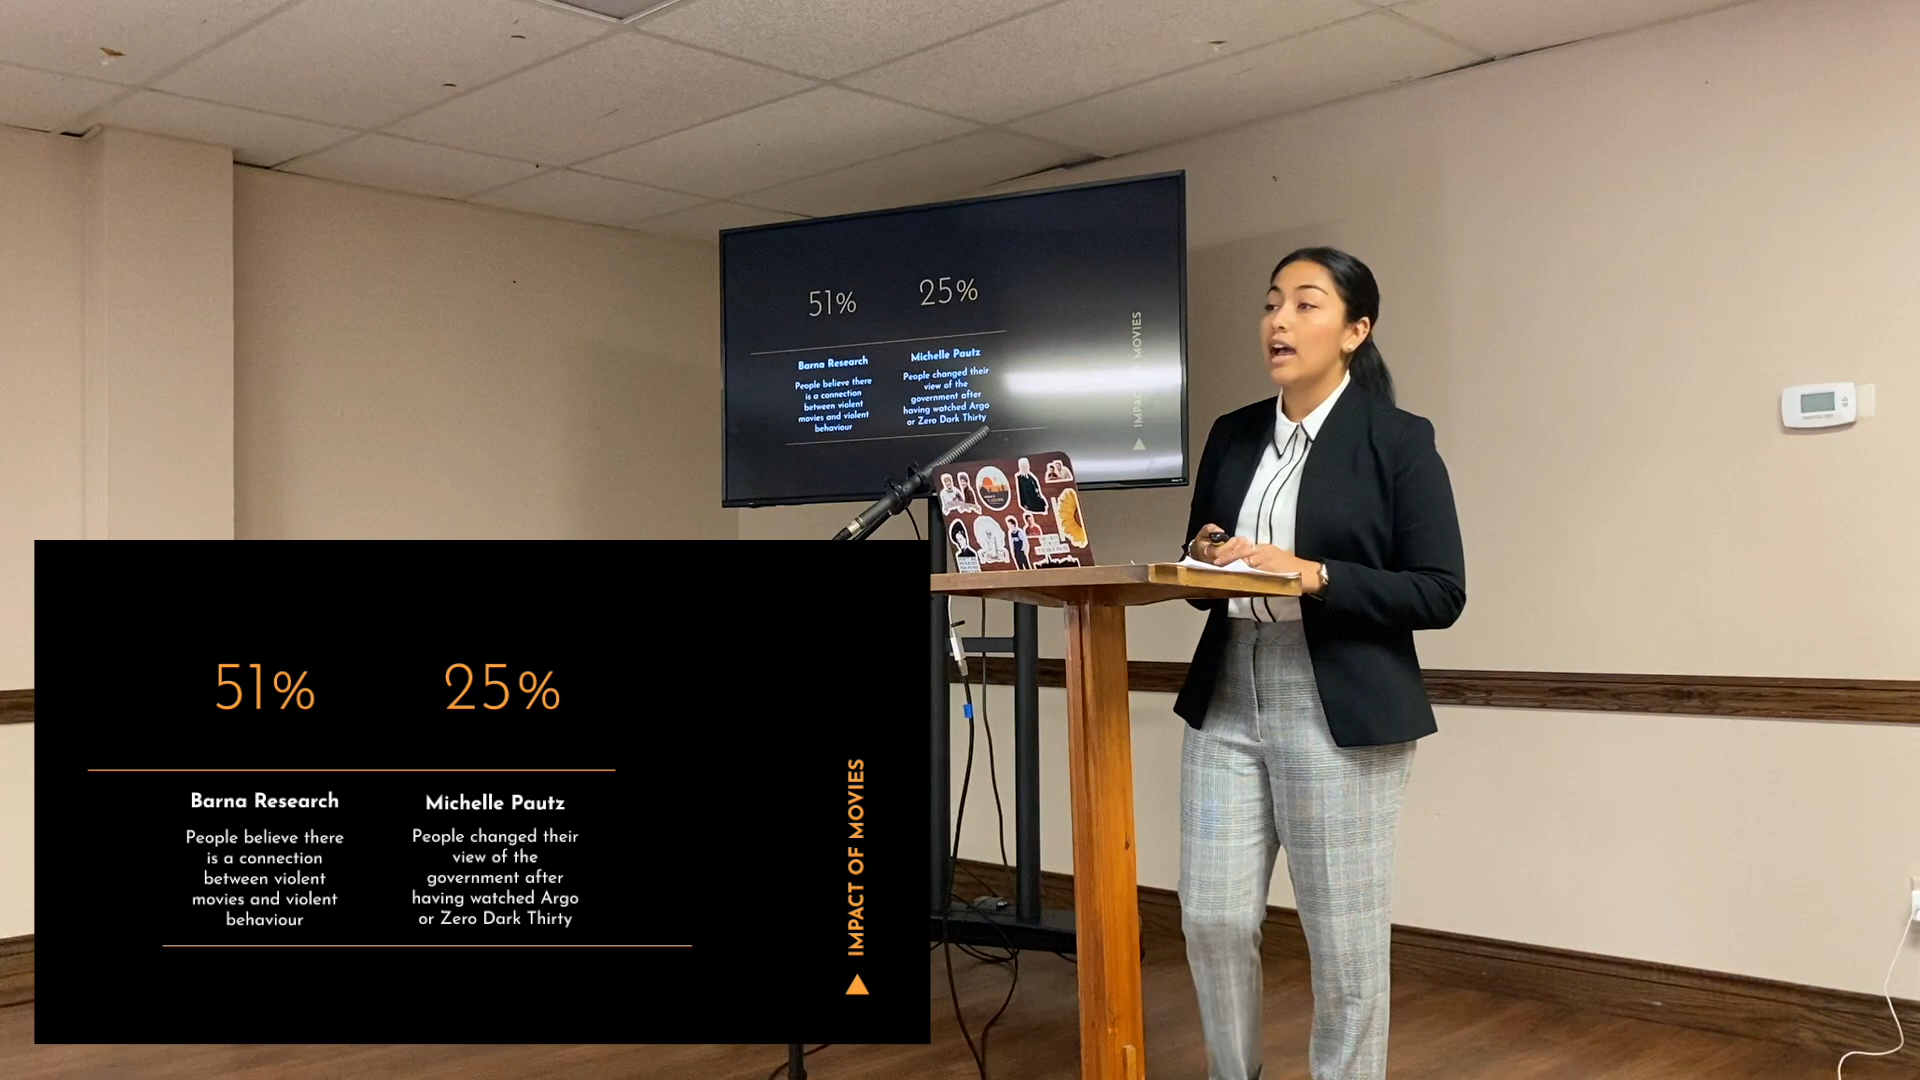 51%
25%
Barna Research
People believe there
is a connection
between violent
movies and violent
behaviour
Michelle Pautz
People changed their
view of the
government after
having watched Argo
or Zero Dark Thirty
MOVIES
51%
25%
Barna Research
People believe there
is a connection
between violent
movies and violent
behaviour
Michelle Pautz
People changed their
view of the
government after
having watched Argo
or Zero Dark Thirty
IMPACT OF MOVIES